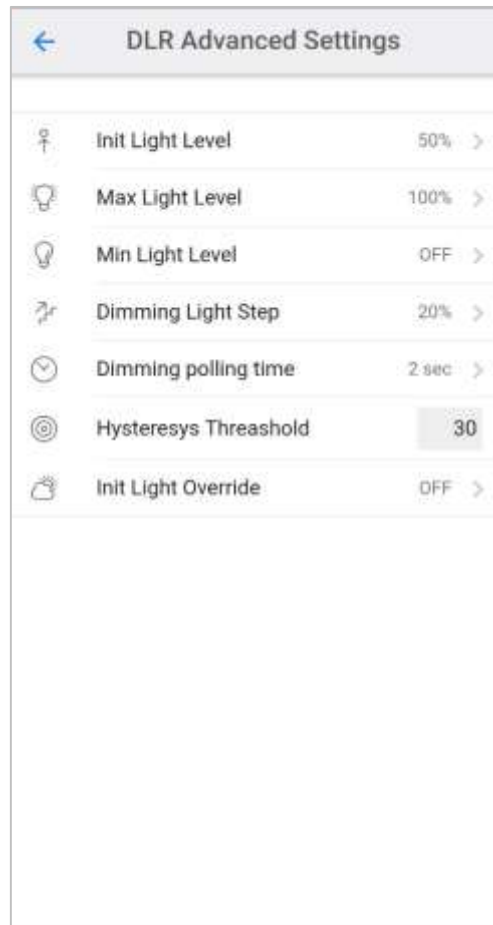 DLR Advanced Settings
Init Light Level 50%
Max Light Level 100%
Min Light Level OFF
Dimming Light Step 20%
Dimming polling time 2 sec
Hysteresys Threashold 30
Init Light Override OFF